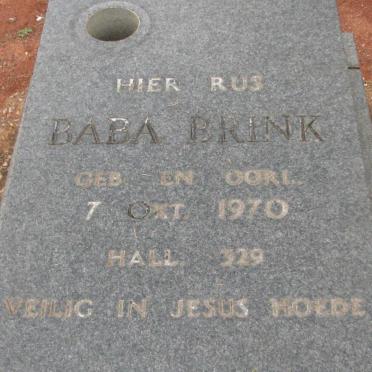 HIER RUS
BABA BRINK
GEB EN OORL.
7 OKT. 1970
HALL. 329
VEILIG IN JESUS HOEDE